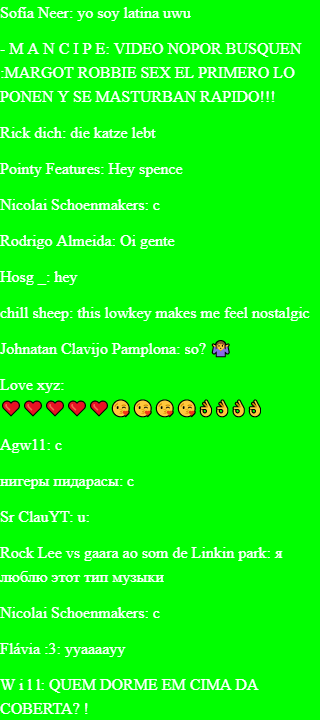 Sofia Neer: yo soy latina uwu
- M A N C I P E: VIDEO NOPOR BUSQUEN
:MARGOT ROBBIE SEX EL PRIMERO LO
PONEN Y SE MASTURBAN RAPIDO!!!
Rick dich: die katze lebt
Pointy Features: Hey spence
Nicolai Schoenmakers: c
Rodrigo Almeida: Oi gente
Hosg _: hey
chill sheep: this lowkey makes me feel nostalgic
Johnatan Clavijo Pamplona: so? 🤷
Love xyz:
❤️❤️❤️❤️❤️😘😘😘😘👌👌👌👌
Agw11: c
нигеры пидарасы: c
Sr ClauYT: u:
Rock Lee vs gaara ao som de Linkin park: я
люблю этот тип музыки
Nicolai Schoenmakers: c
Flávia :3: yyaaaayy
W i l l: QUEM DORME EM CIMA DA
COBERTA? !